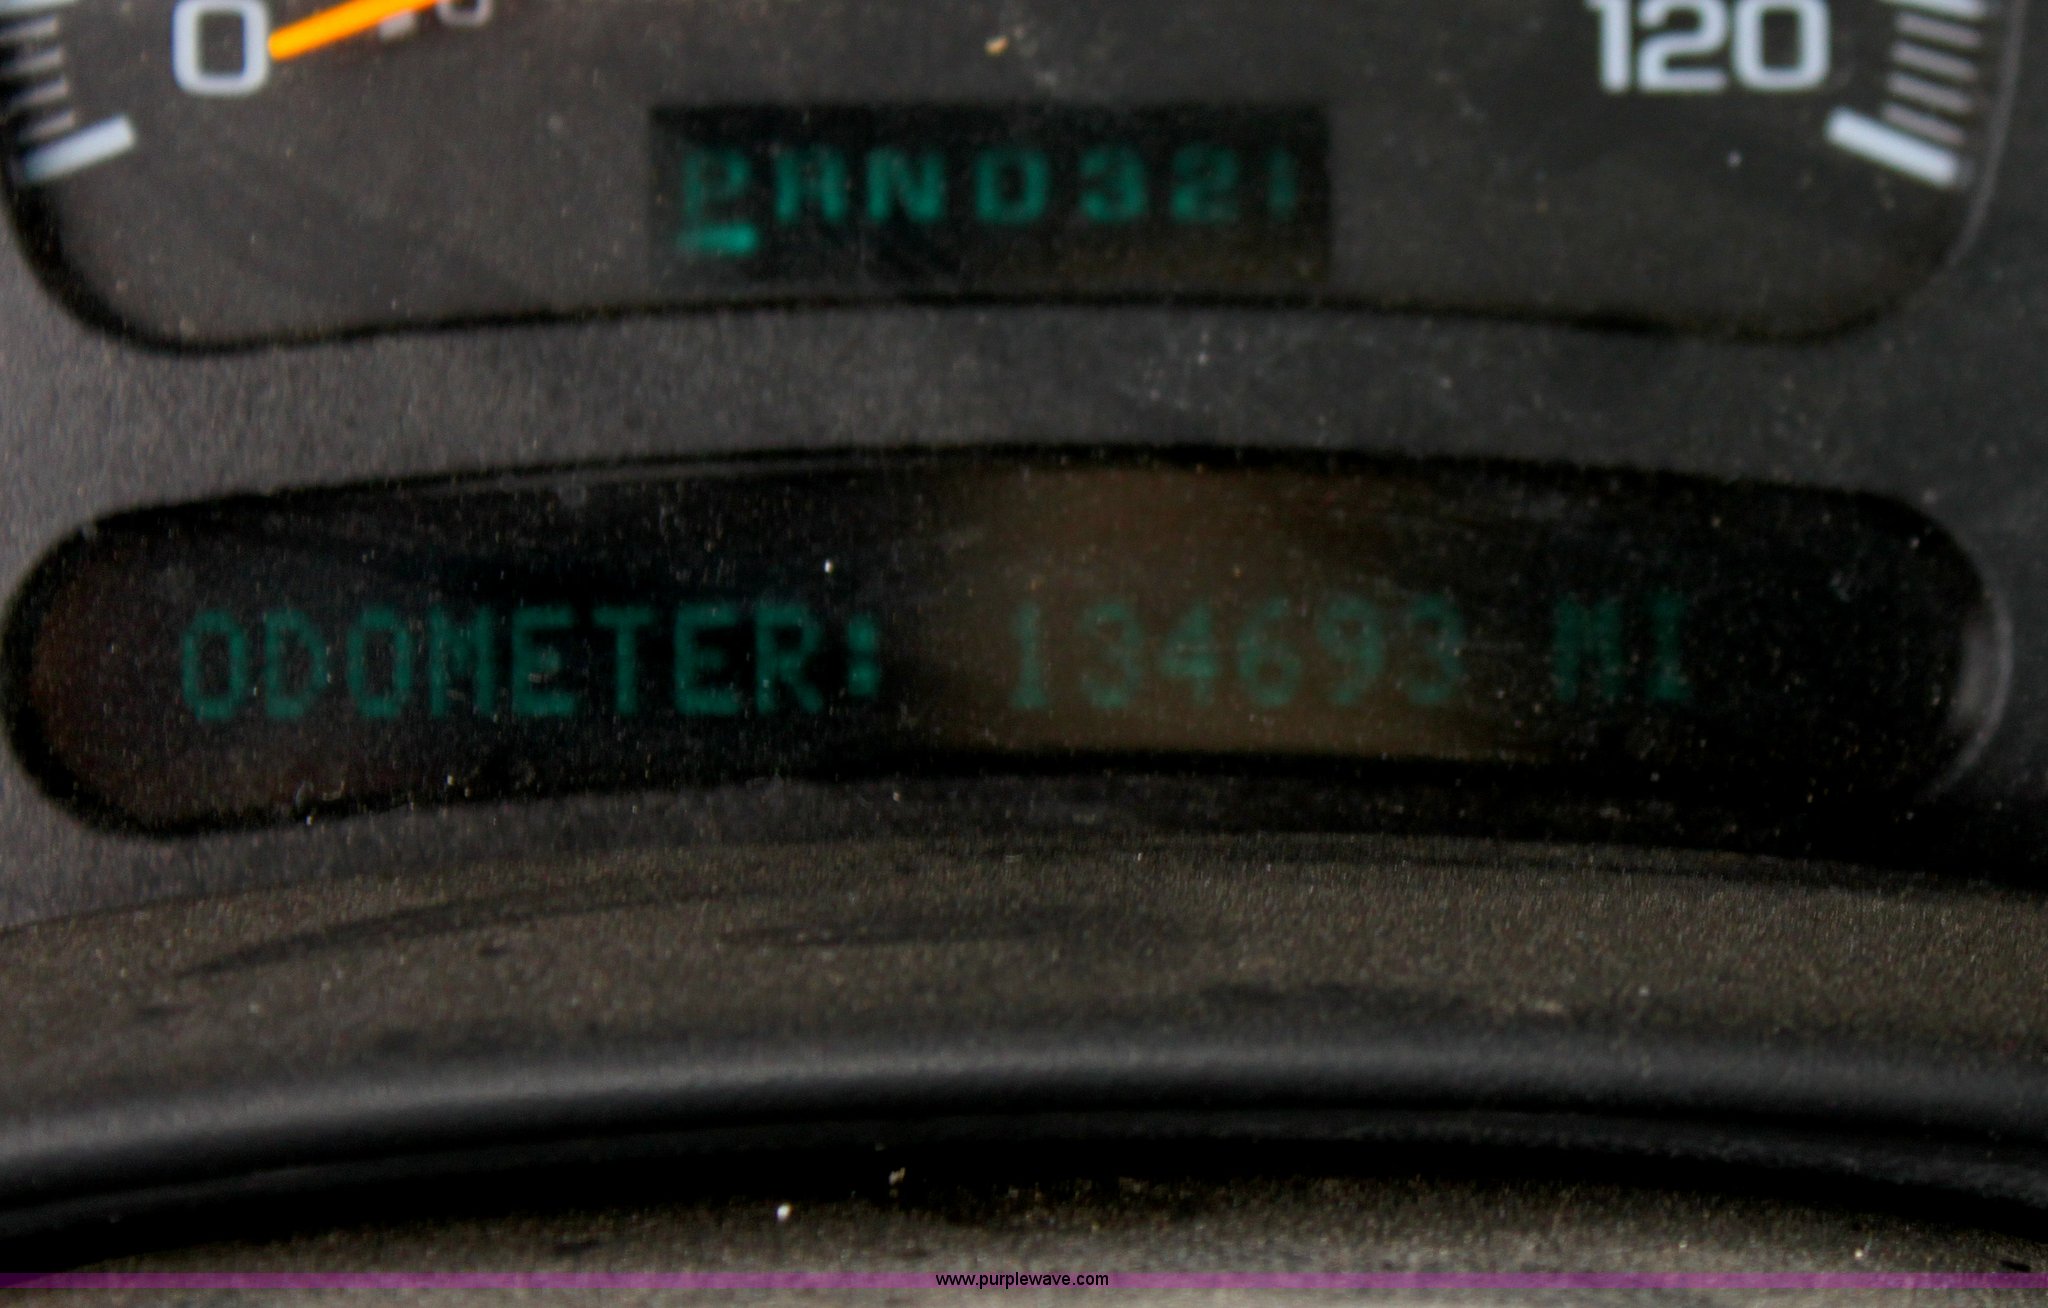 0 120
PRND321
ODOMETER: 134693 MI
www.purplewave.com